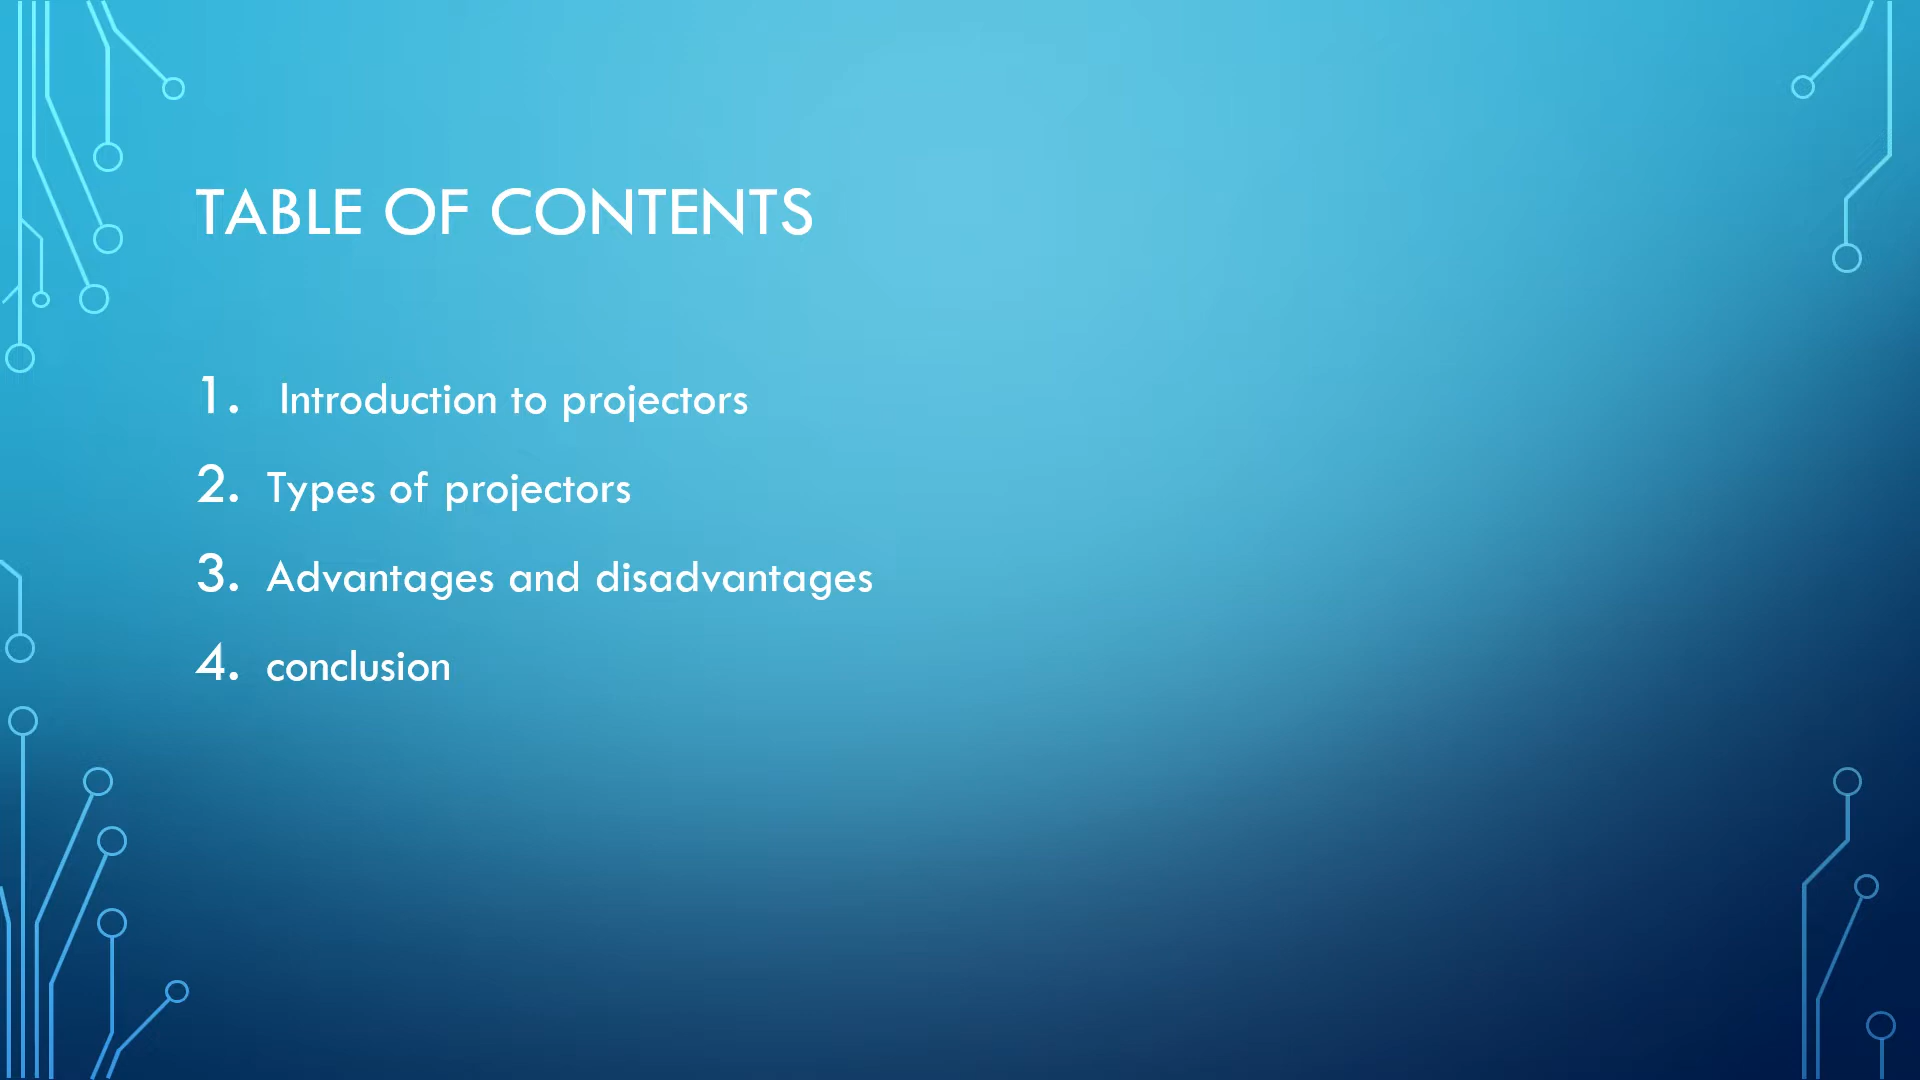 TABLE OF CONTENTS
1. Introduction to projectors
2. Types of projectors
3. Advantages and disadvantages
4. conclusion